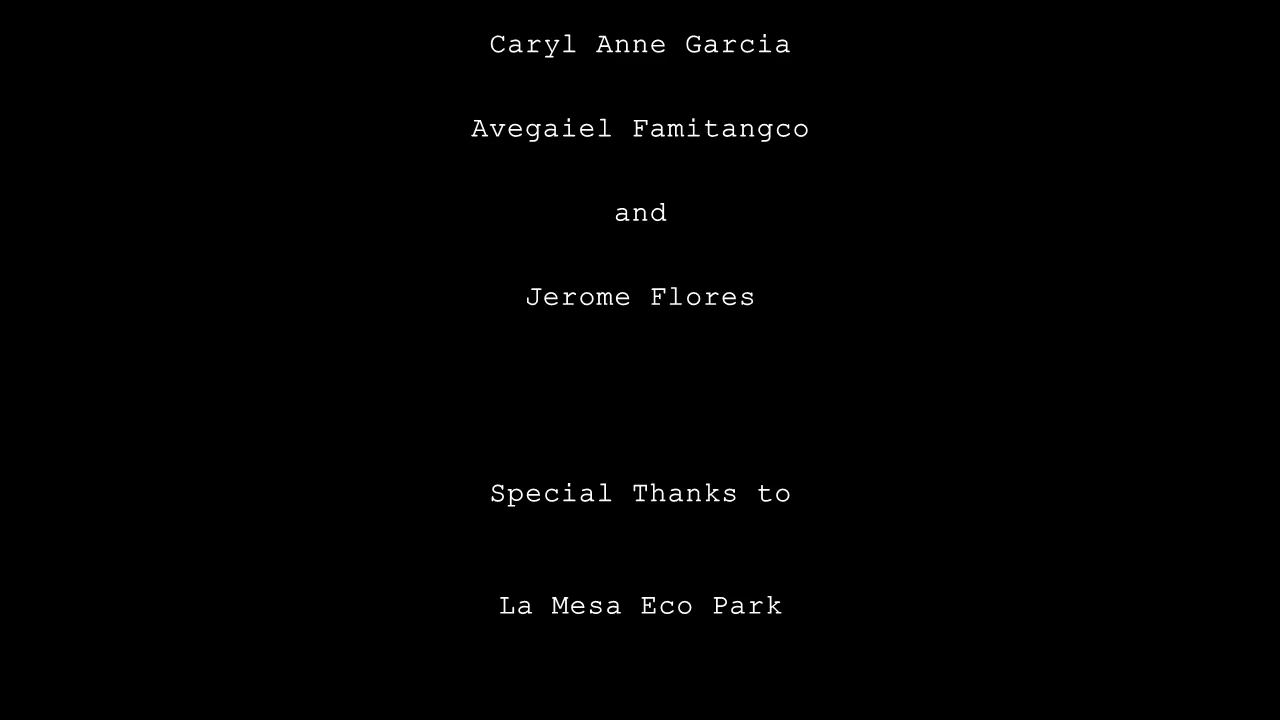 Caryl Anne Garcia
Avegaiel Famitangco
and
Jerome Flores
Special Thanks to
La Mesa Eco Park